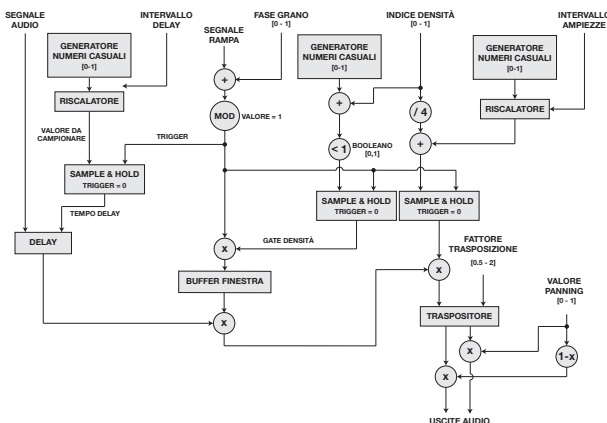 SEGNALE
AUDIO
INTERVALLO
DELAY
FASE GRANO
[0 - 1]
INDICE DENSITÀ
[0 - 1]
INTERVALLO
AMPIEZZE
SEGNALE
RAMPA
GENERATORE
NUMERI CASUALI
[0-1]
GENERATORE
NUMERI CASUALI
[0-1]
GENERATORE
NUMERI CASUALI
[0-1]
+
RISCALATORE
+
/ 4
RISCALATORE
MOD
VALORE = 1
VALORE DA
CAMPIONARE
TRIGGER
< 1
BOOLEANO
[0,1]
+
SAMPLE & HOLD
TRIGGER = 0
SAMPLE & HOLD
TRIGGER = 0
SAMPLE & HOLD
TRIGGER = 0
TEMPO DELAY
DELAY
x
GATE DENSITÀ
FATTORE
TRASPOSIZIONE
[0.5 - 2]
x
BUFFER FINESTRA
VALORE
PANNING
[0 - 1]
x
TRASPOSITORE
x
1-x
x
USCITE AUDIO